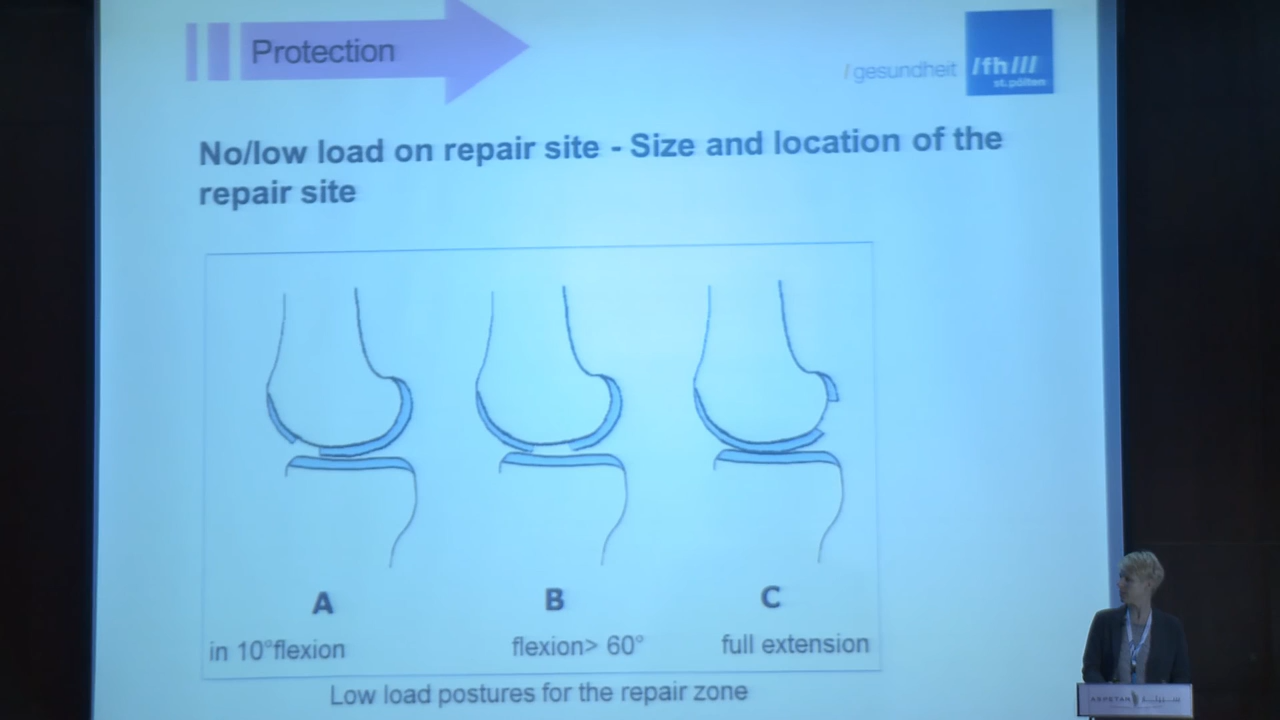 Protection
/ gesundheit
/fh///
st.pölten
No/low load on repair site - Size and location of the
repair site
A
B
C
in 10°flexion
flexion> 60°
full extension
Low load postures for the repair zone
ASPETAR